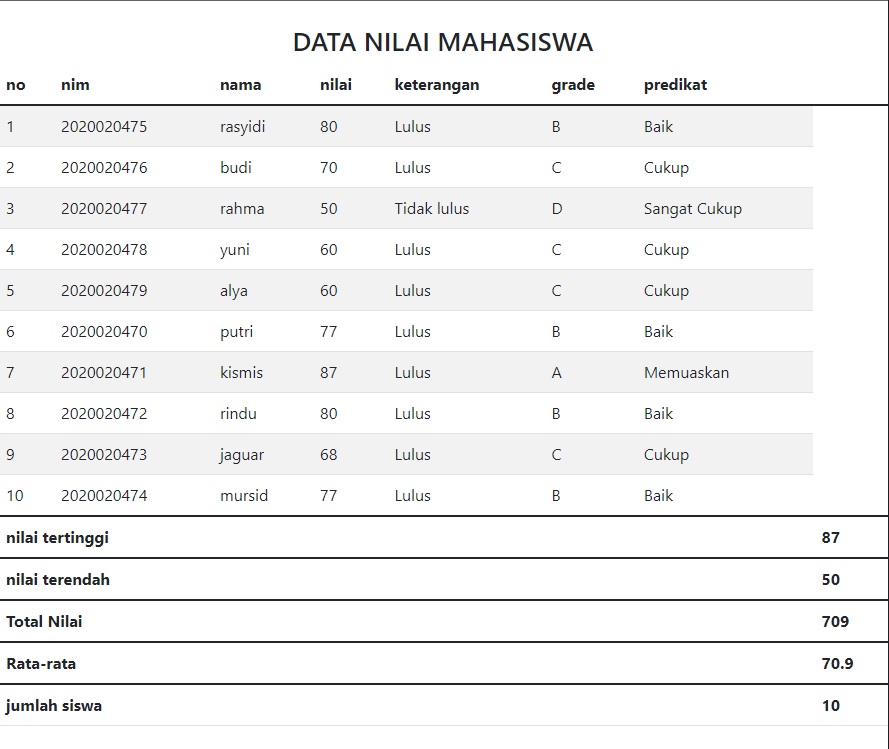 DATA NILAI MAHASISWA
no nim nama nilai keterangan grade predikat
1 2020020475 rasyidi 80 Lulus B Baik
2 2020020476 budi 70 Lulus C Cukup
3 2020020477 rahma 50 Tidak lulus D Sangat Cukup
4 2020020478 yuni 60 Lulus C Cukup
5 2020020479 alya 60 Lulus C Cukup
6 2020020470 putri 77 Lulus B Baik
7 2020020471 kismis 87 Lulus A Memuaskan
8 2020020472 rindu 80 Lulus B Baik
9 2020020473 jaguar 68 Lulus C Cukup
10 2020020474 mursid 77 Lulus B Baik
nilai tertinggi 87
nilai terendah 50
Total Nilai 709
Rata-rata 70.9
jumlah siswa 10